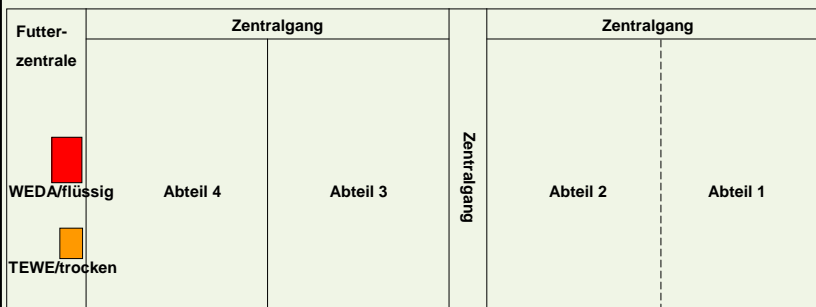 Futter-
zentrale
Zentralgang
Zentralgang
WEDA/flüssig
TEWE/trocken
Abteil 4
Abteil 3
Zentralgang
Abteil 2
Abteil 1